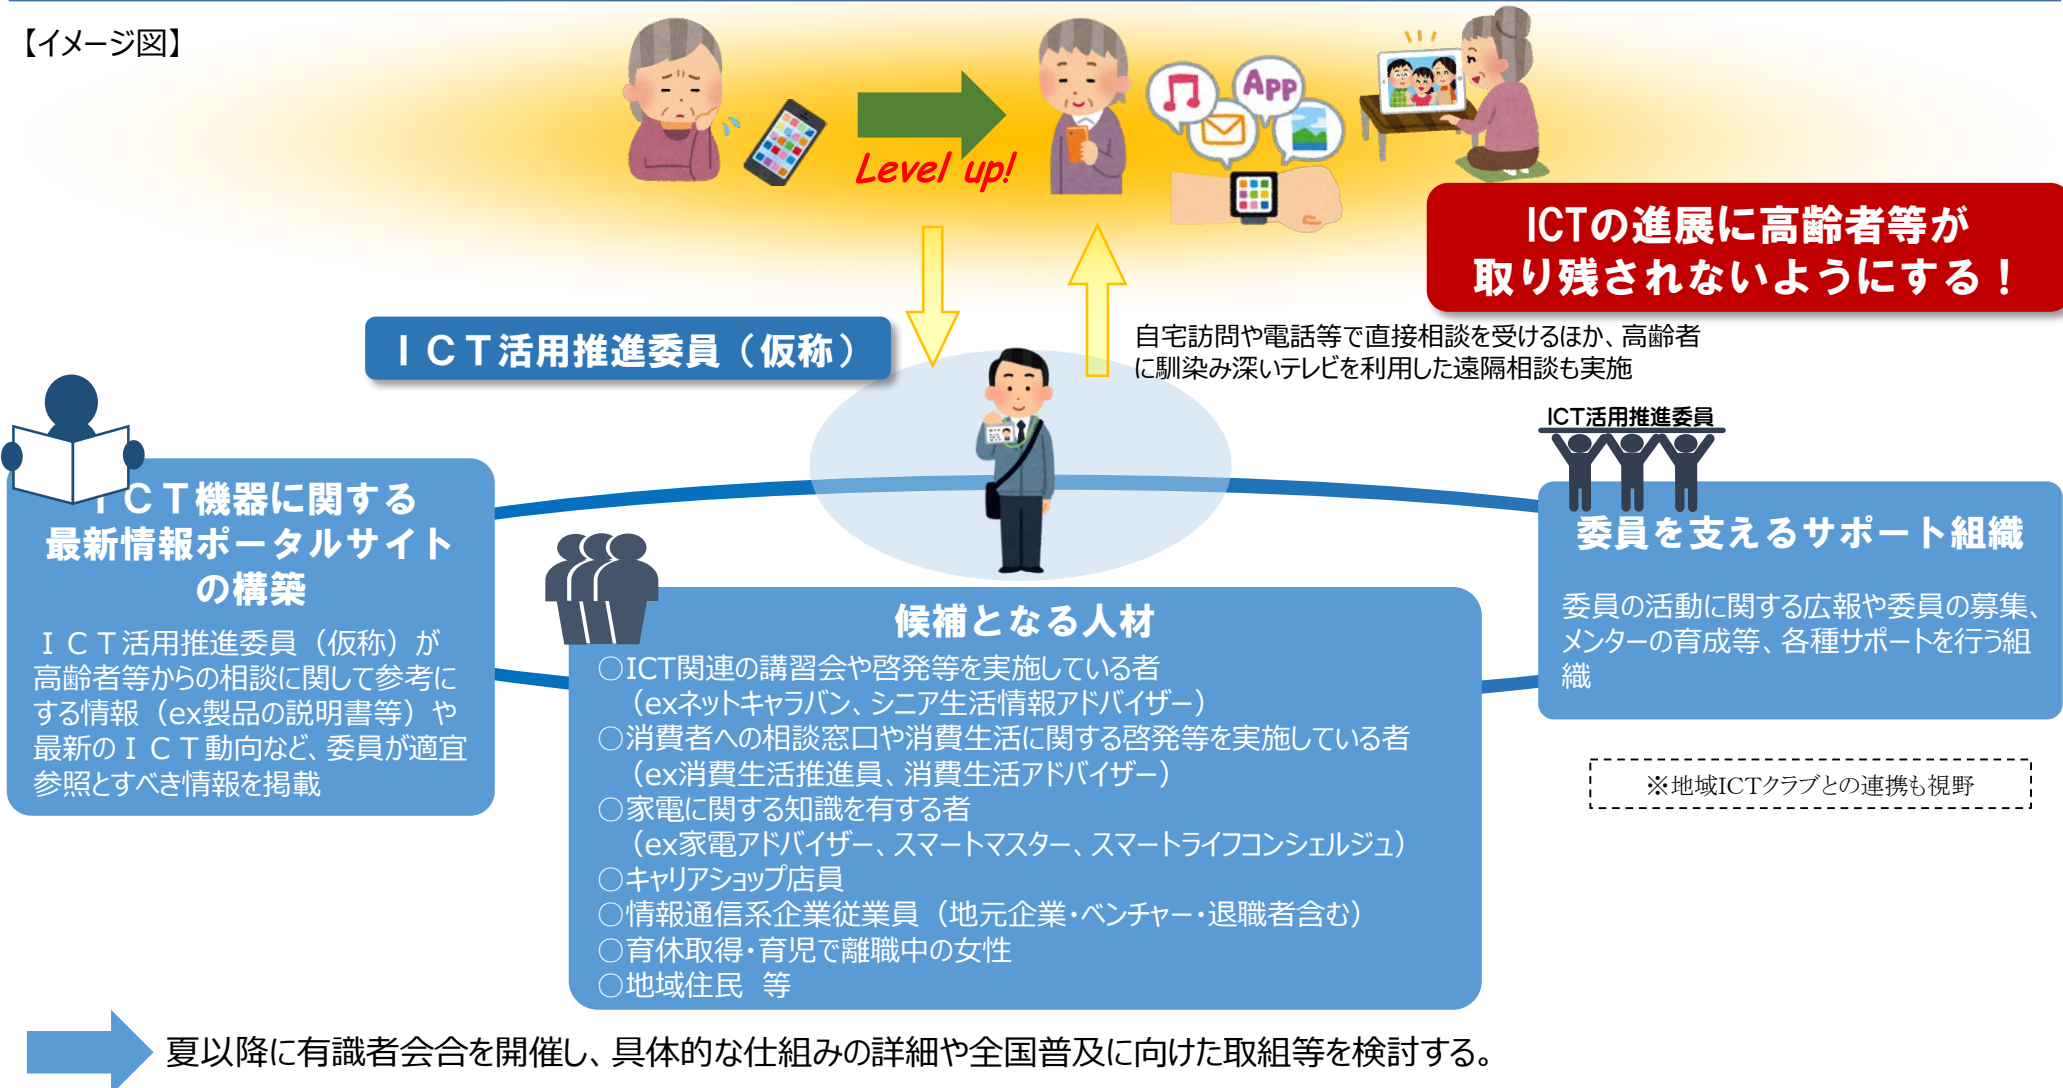 【イメージ図】
App
Level up!
ICTの進展に高齢者等が
取り残されないようにする！
ＩＣＴ活用推進委員（仮称）
自宅訪問や電話等で直接相談を受けるほか、高齢者
に馴染み深いテレビを利用した遠隔相談も実施
ＩＣＴ機器に関する
最新情報ポータルサイト
の構築
ＩＣＴ活用推進委員（仮称）が
高齢者等からの相談に関して参考に
する情報（ex製品の説明書等）や
最新のＩＣＴ動向など、委員が適宜
参照とすべき情報を掲載
候補となる人材
○ICT関連の講習会や啓発等を実施している者
（exネットキャラバン、シニア生活情報アドバイザー）
○消費者への相談窓口や消費生活に関する啓発等を実施している者
（ex消費生活推進員、消費生活アドバイザー）
○家電に関する知識を有する者
（ex家電アドバイザー、スマートマスター、スマートライフコンシェルジュ）
○キャリアショップ店員
○情報通信系企業従業員（地元企業・ベンチャー・退職者含む）
○育休取得・育児で離職中の女性
○地域住民　等
ICT活用推進委員
委員を支えるサポート組織
委員の活動に関する広報や委員の募集、
メンターの育成等、各種サポートを行う組
織
※地域ICTクラブとの連携も視野
夏以降に有識者会合を開催し、具体的な仕組みの詳細や全国普及に向けた取組等を検討する。